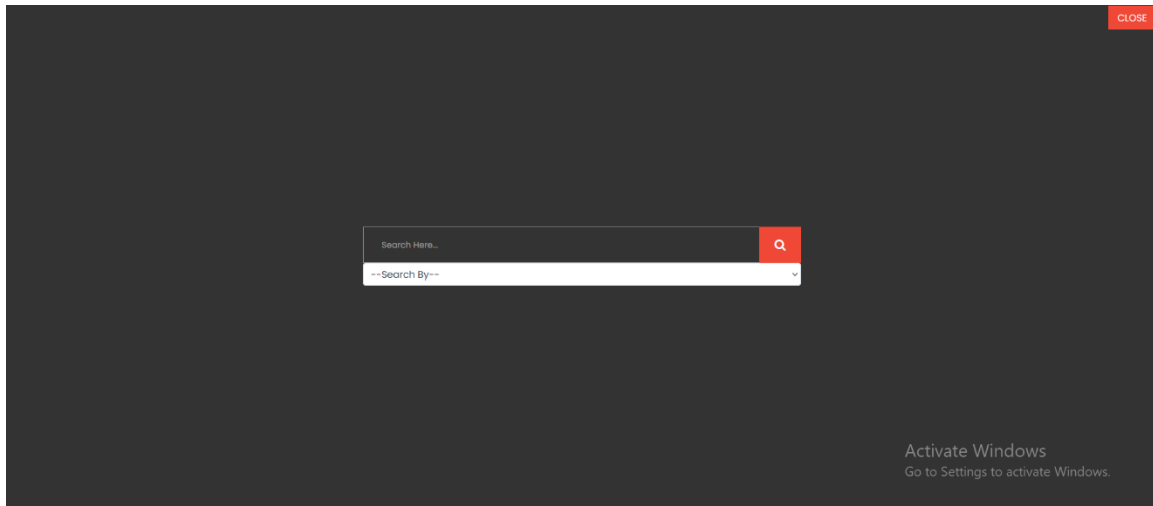 CLOSE
Search Here...
--Search By--
Activate Windows
Go to Settings to activate Windows.